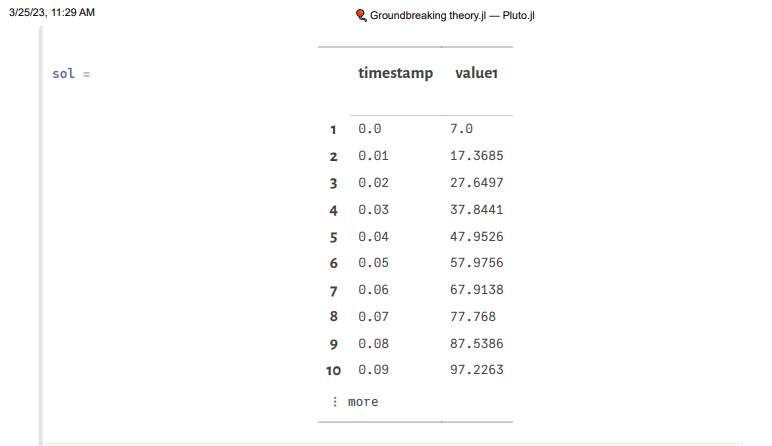 3/25/23, 11:29 AM Groundbreaking theory.jl — Pluto.jl
sol = timestamp value1
1 0.0 7.0
2 0.01 17.3685
3 0.02 27.6497
4 0.03 37.8441
5 0.04 47.9526
6 0.05 57.9756
7 0.06 67.9138
8 0.07 77.768
9 0.08 87.5386
10 0.09 97.2263
⋮ more